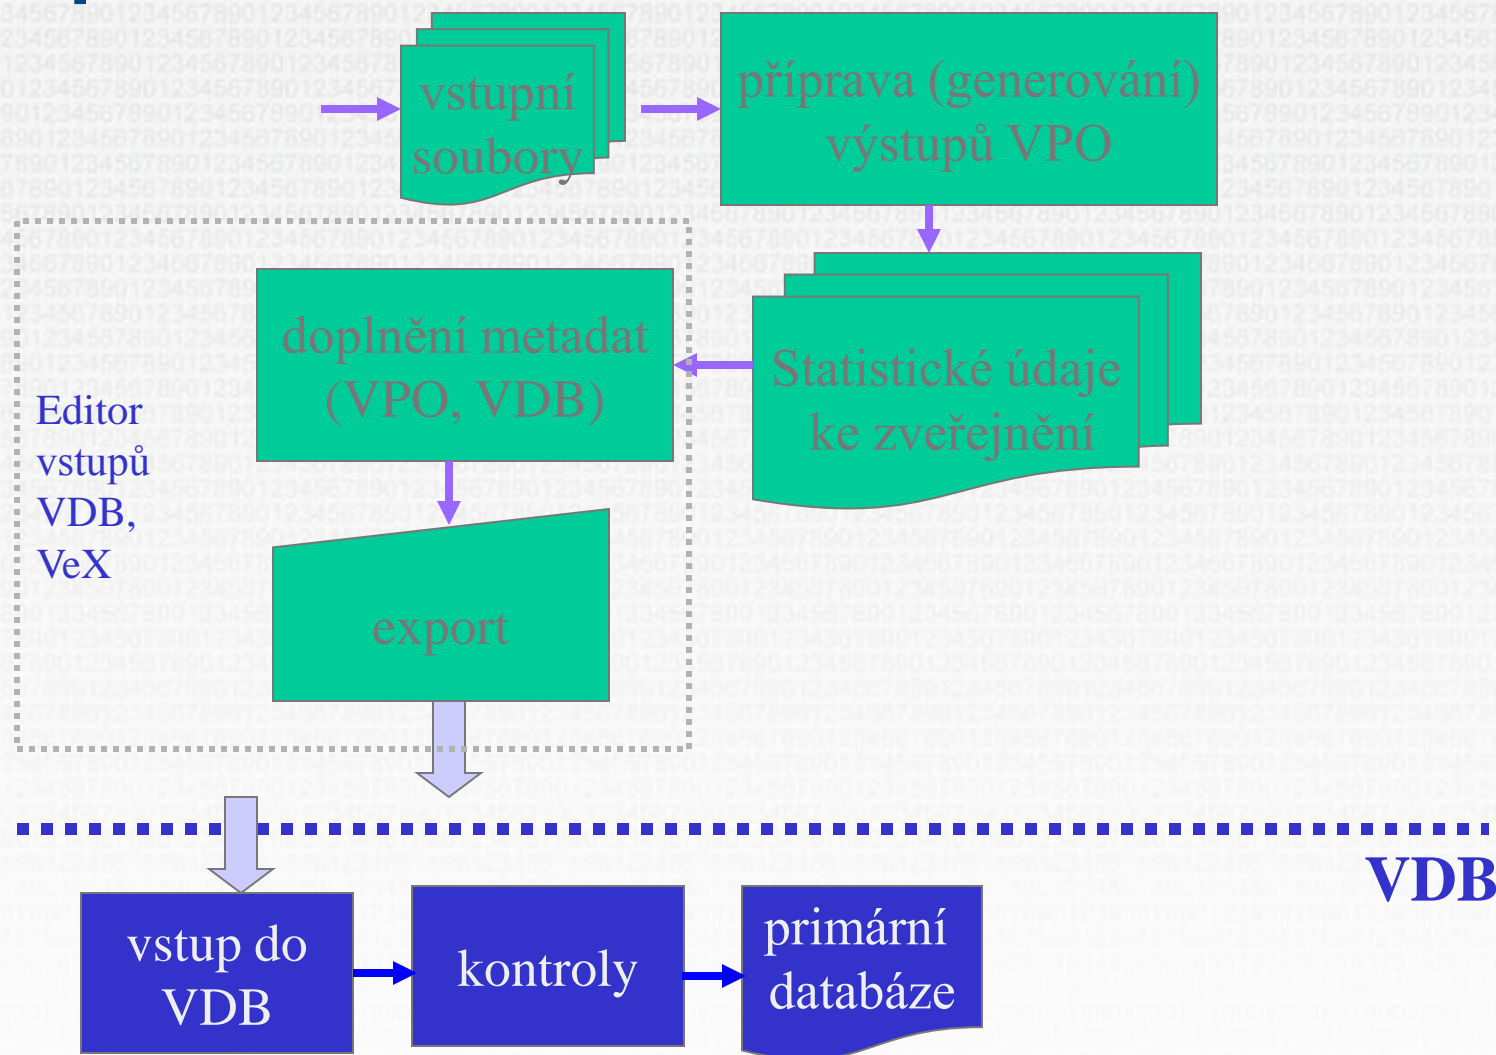 vstupní
soubory
příprava (generování)
výstupů VPO
doplnění metadat
(VPO, VDB)
Statistické údaje
ke zveřejnění
Editor
vstupů
VDB,
VeX
export
VDB
vstup do
VDB
kontroly
primární
databáze